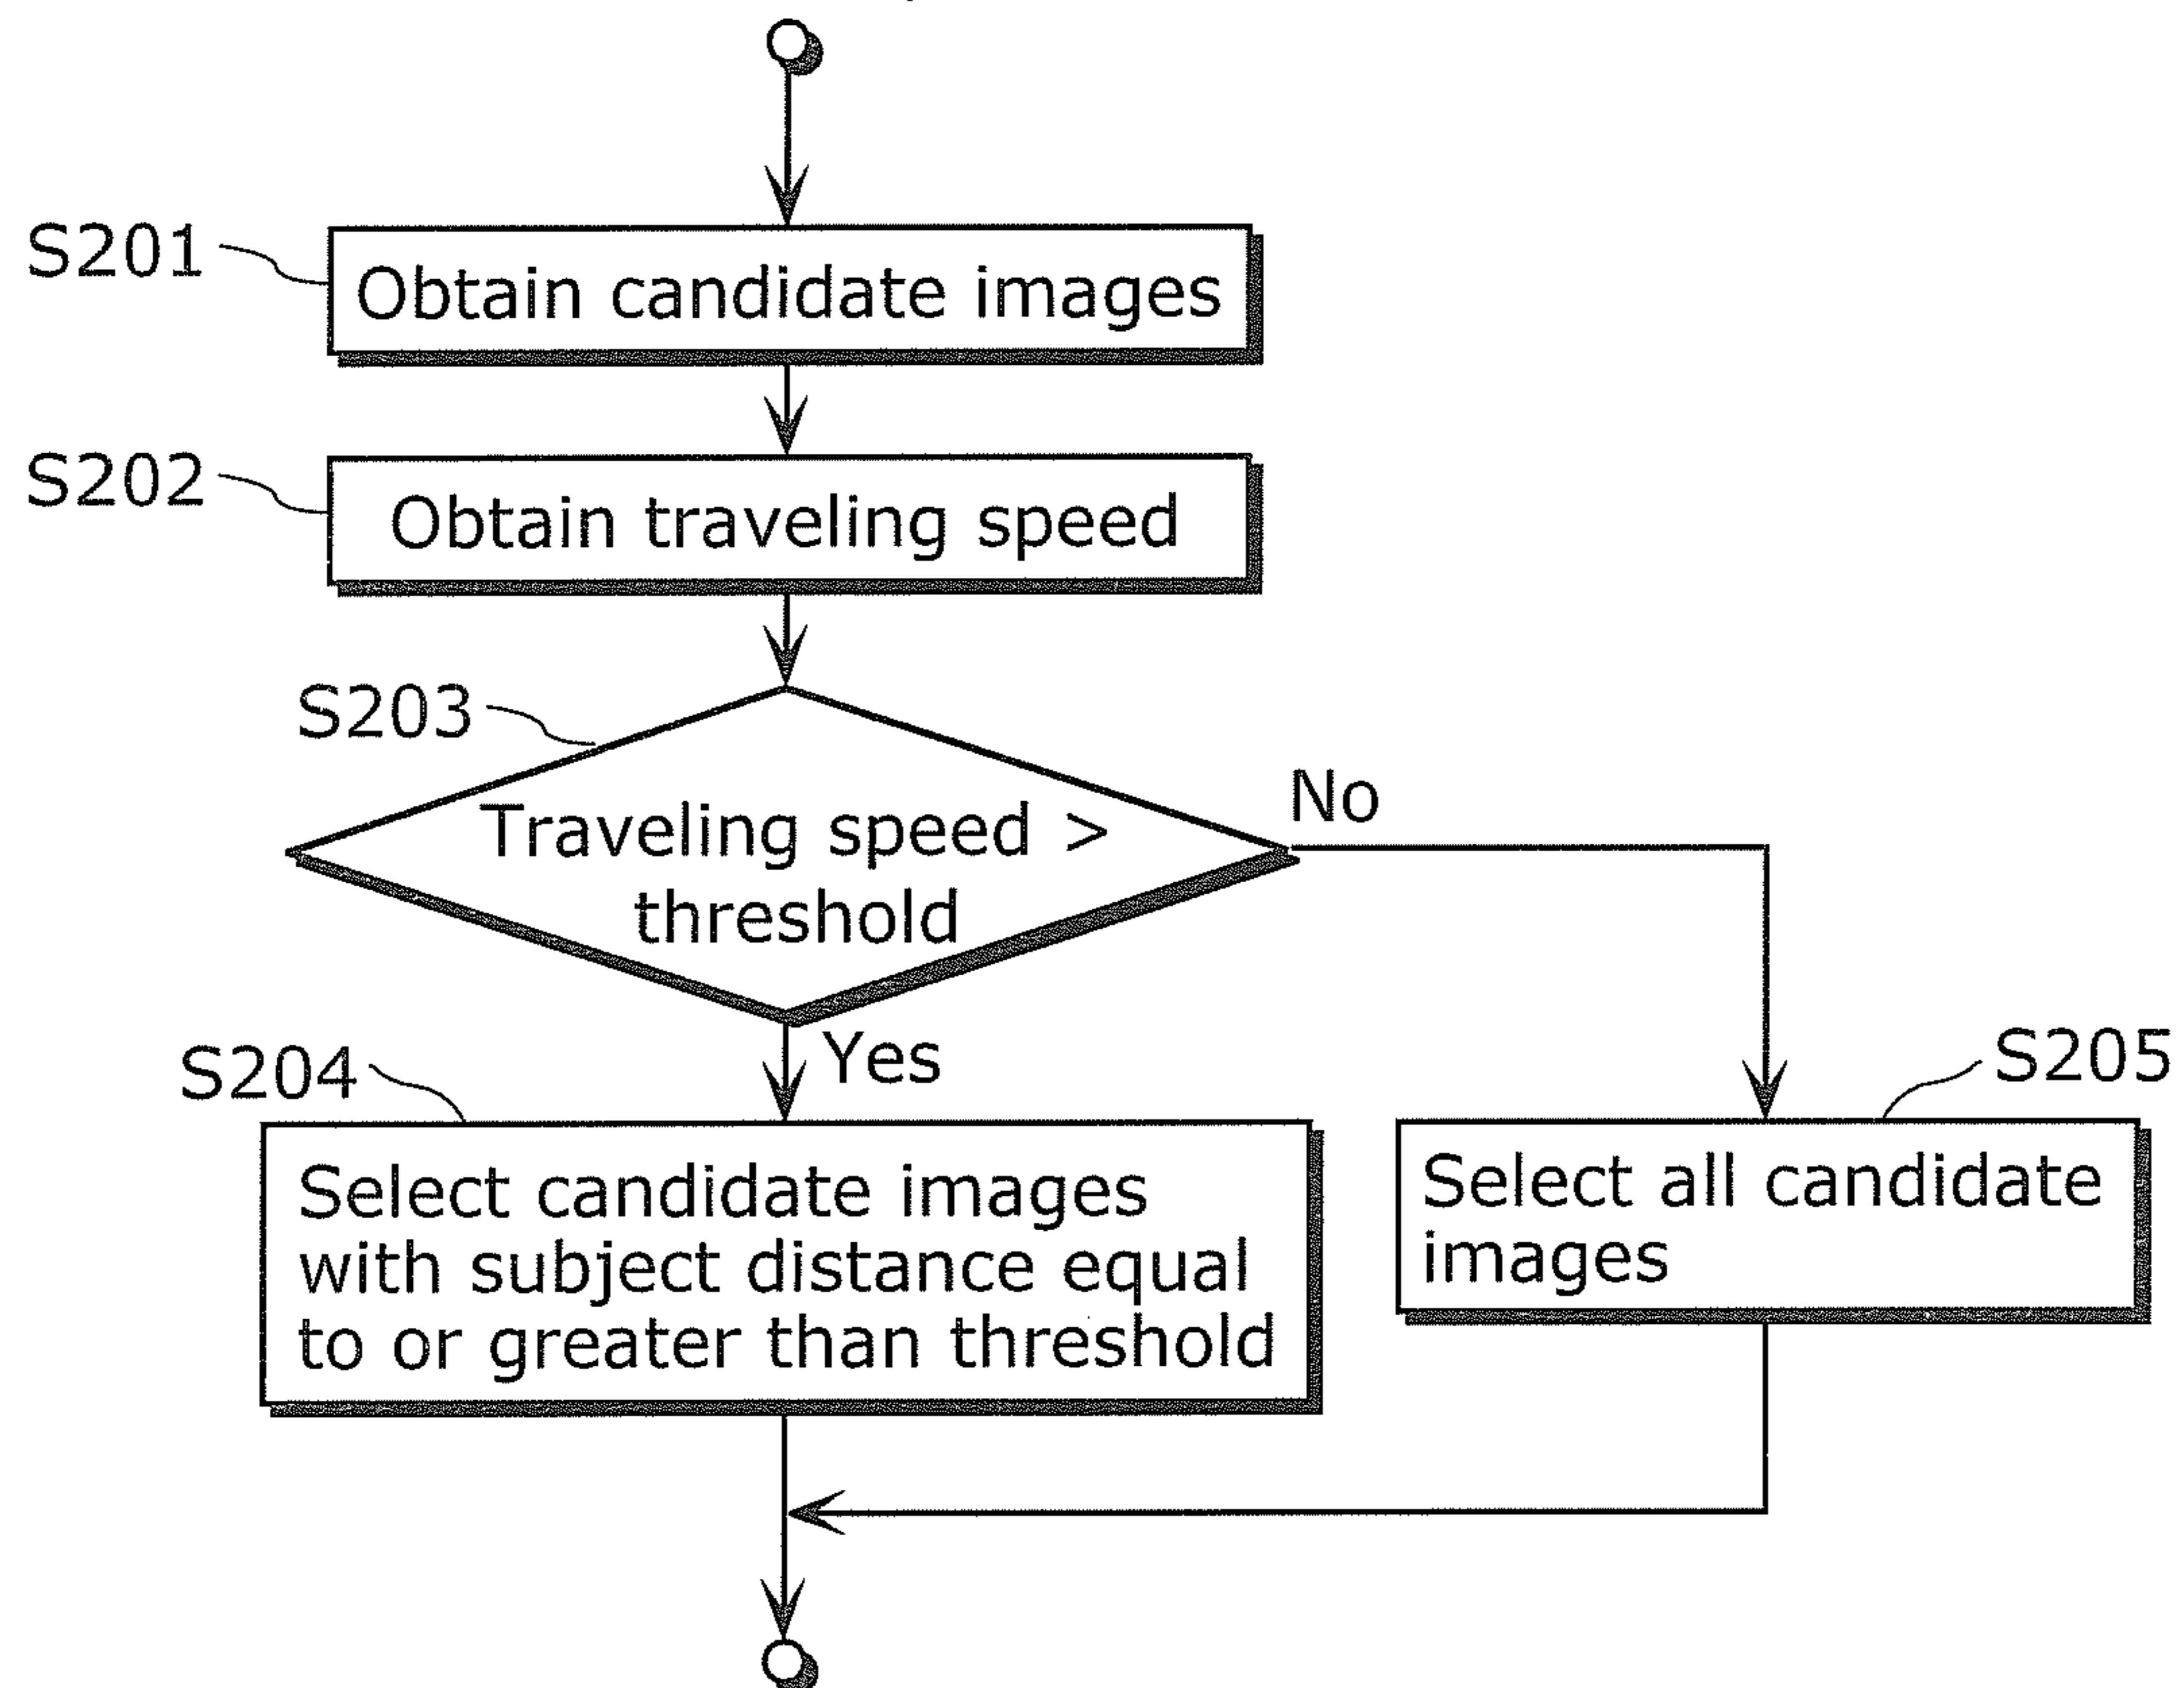 S201
Obtain candidate images
S202
Obtain traveling speed
S203
Traveling speed >
threshold
No
Yes
S204
Select candidate images
with subject distance equal
to or greater than threshold
S205
Select all candidate
images